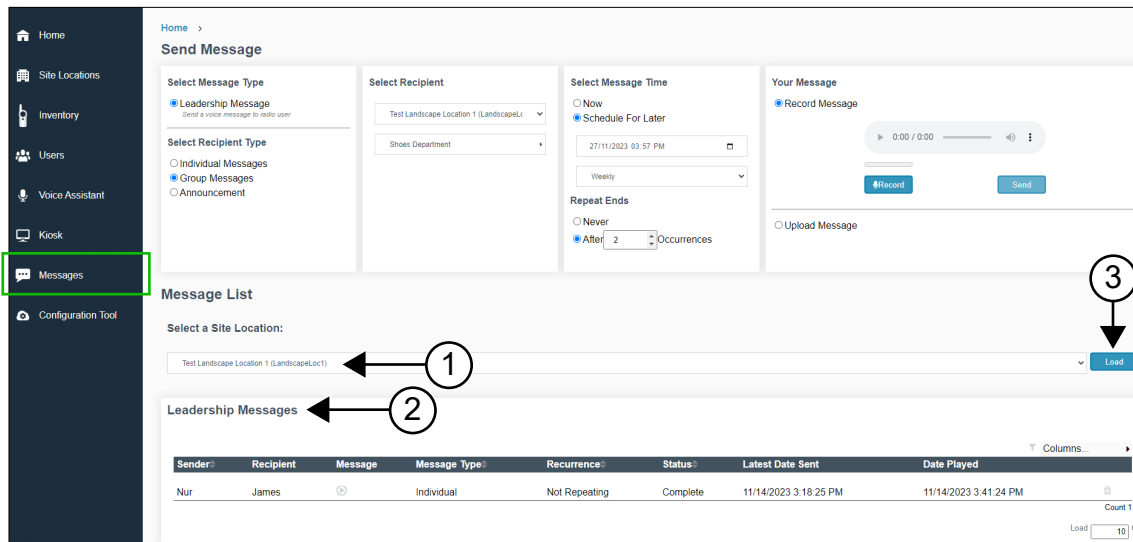 Home
Site Locations
Inventory
Users
Voice Assistant
Kiosk
Messages
Configuration Tool
Home >
Send Message
Select Message Type
Leadership Message
Send a voice message to radio user
Select Recipient Type
Individual Messages
Group Messages
Announcement
Select Recipient
Test Landscape Location 1 (LandscapeLc
Shoes Department
Select Message Time
Now
Schedule For Later
27/11/2023 03:57 PM
Weekly
Repeat Ends
Never
After 2 Occurrences
Your Message
Record Message
0:00 / 0:00
Record Send
Upload Message
3
Message List
Select a Site Location:
Test Landscape Location 1 (LandscapeLoc1) 1 Load
Leadership Messages 2
Columns...
Sender Recipient Message Message Type Recurrence Status Latest Date Sent Date Played
Nur James Individual Not Repeating Complete 11/14/2023 3:18:25 PM 11/14/2023 3:41:24 PM
Count 1
Load 10